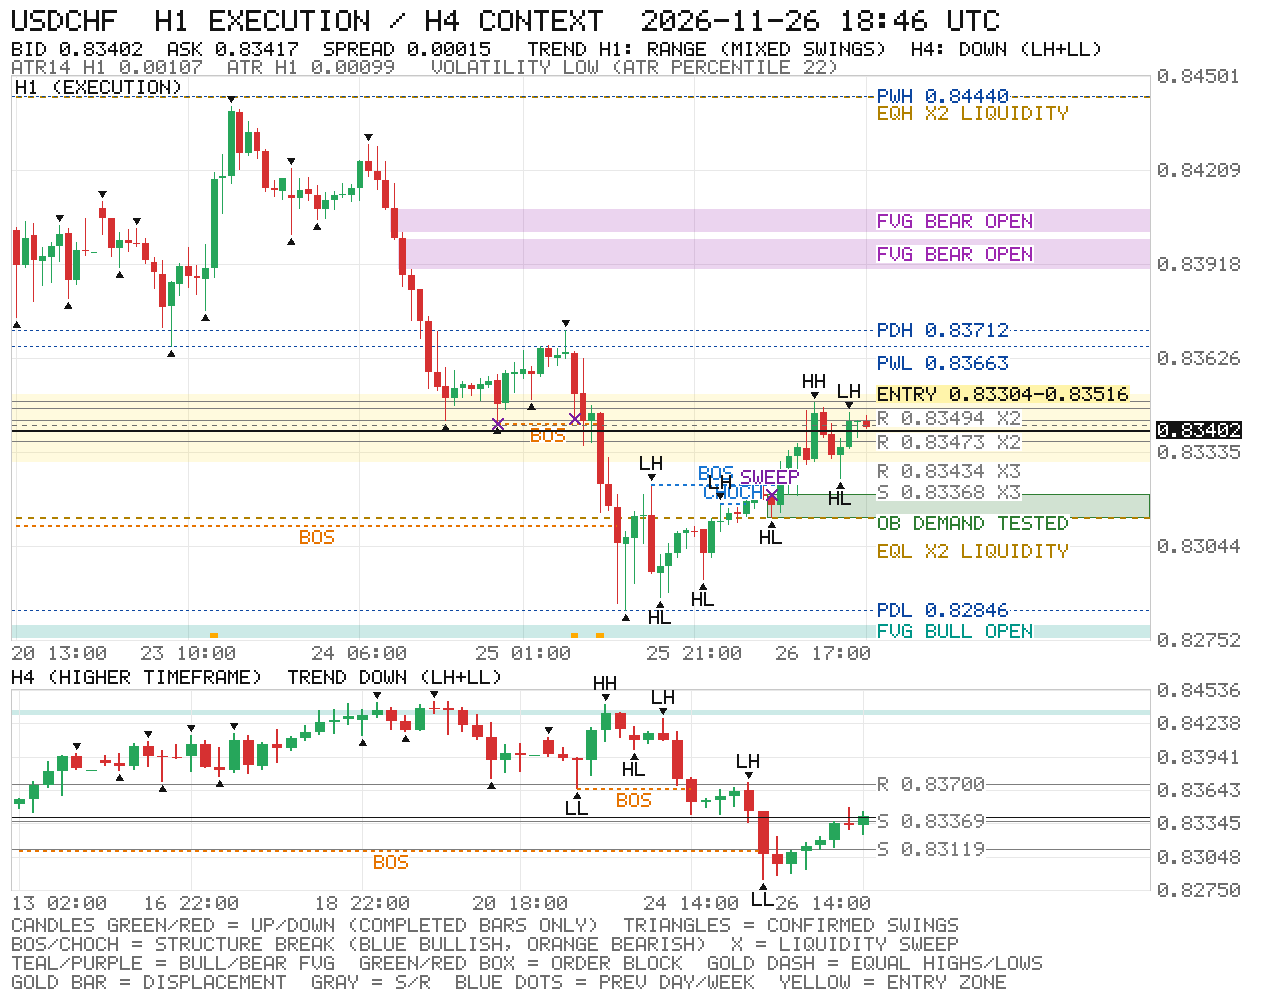 USDCHF  H1 EXECUTION / H4 CONTEXT  2026-11-26 18:46 UTC
BID 0.83402  ASK 0.83417  SPREAD 0.00015   TREND H1: RANGE (MIXED SWINGS)  H4: DOWN (LH+LL)
ATR14 H1 0.00107  ATR H1 0.00099   VOLATILITY LOW (ATR PERCENTILE 22)
0.84501
H1 (EXECUTION)
PWH 0.84440
EQH X2 LIQUIDITY
0.84209
FVG BEAR OPEN
FVG BEAR OPEN
0.83918
PDH 0.83712
PWL 0.83663
0.83626
HH
LH
ENTRY 0.83304-0.83516
R 0.83494 X2
BOS
0.83402
R 0.83473 X2
0.83335
LH
BOS
SWEEP
R 0.83434 X3
LH
CHOCH
HL
S 0.83368 X3
OB DEMAND TESTED
BOS
HL
0.83044
EQL X2 LIQUIDITY
HL
HL
PDL 0.82846
FVG BULL OPEN
0.82752
20 13:00
23 10:00
24 06:00
25 01:00
25 21:00
26 17:00
H4 (HIGHER TIMEFRAME)  TREND DOWN (LH+LL)
HH
LH
0.84536
0.84238
HL
LH
0.83941
R 0.83700
0.83643
LL
BOS
S 0.83369
0.83345
S 0.83119
0.83048
BOS
LL
0.82750
13 02:00
16 22:00
18 22:00
20 18:00
24 14:00
26 14:00
CANDLES GREEN/RED = UP/DOWN (COMPLETED BARS ONLY)  TRIANGLES = CONFIRMED SWINGS
BOS/CHOCH = STRUCTURE BREAK (BLUE BULLISH, ORANGE BEARISH)  X = LIQUIDITY SWEEP
TEAL/PURPLE = BULL/BEAR FVG  GREEN/RED BOX = ORDER BLOCK  GOLD DASH = EQUAL HIGHS/LOWS
GOLD BAR = DISPLACEMENT  GRAY = S/R  BLUE DOTS = PREV DAY/WEEK  YELLOW = ENTRY ZONE